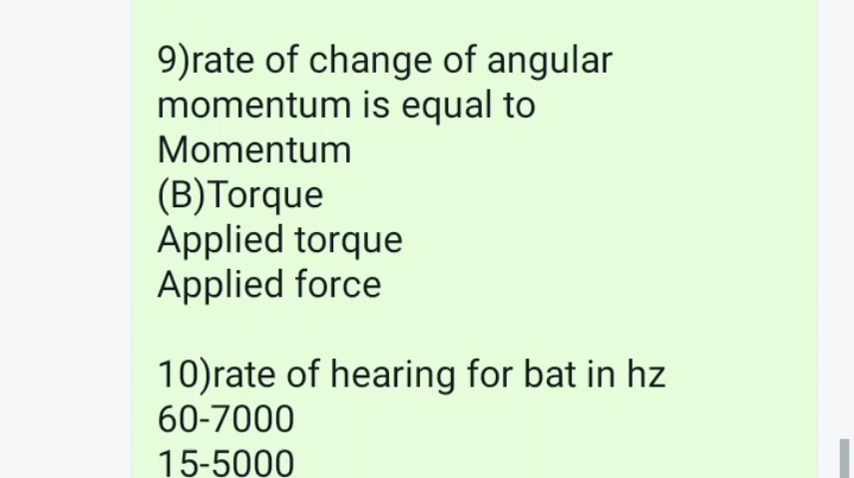 9)rate of change of angular
momentum is equal to
Momentum
(B)Torque
Applied torque
Applied force
10)rate of hearing for bat in hz
60-7000
15-5000